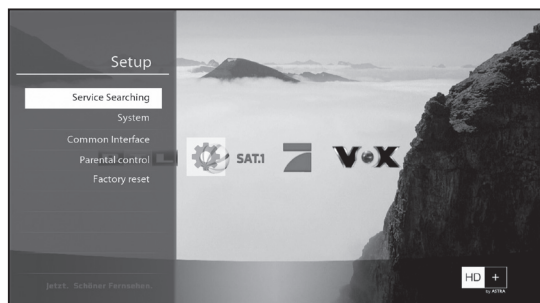 Setup
Service Searching
System
Common Interface
Parental control
Factory reset
SAT.1
VOX
Jetzt. Schöner Fernsehen.
HD +
by ASTRA